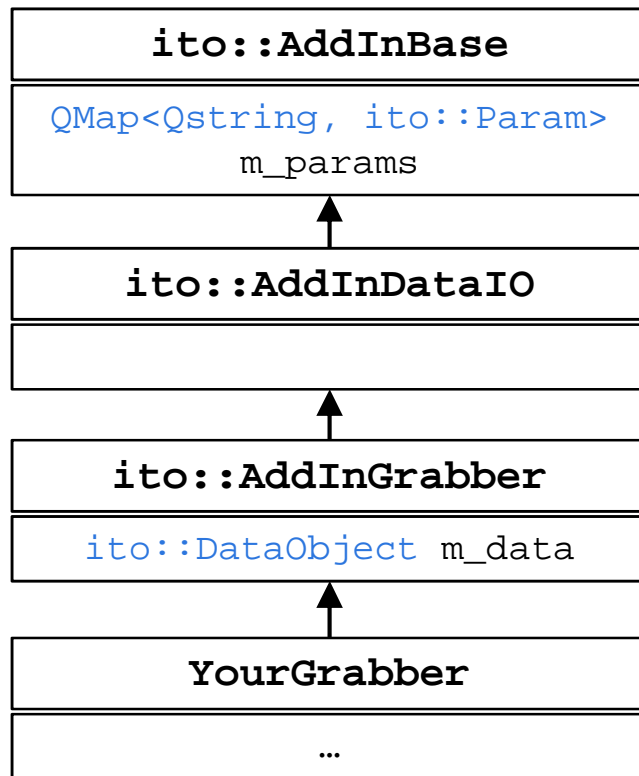 ito::AddInBase
QMap<Qstring, ito::Param>
m_params
ito::AddInDataIO
ito::AddInGrabber
ito::DataObject m_data
YourGrabber
…